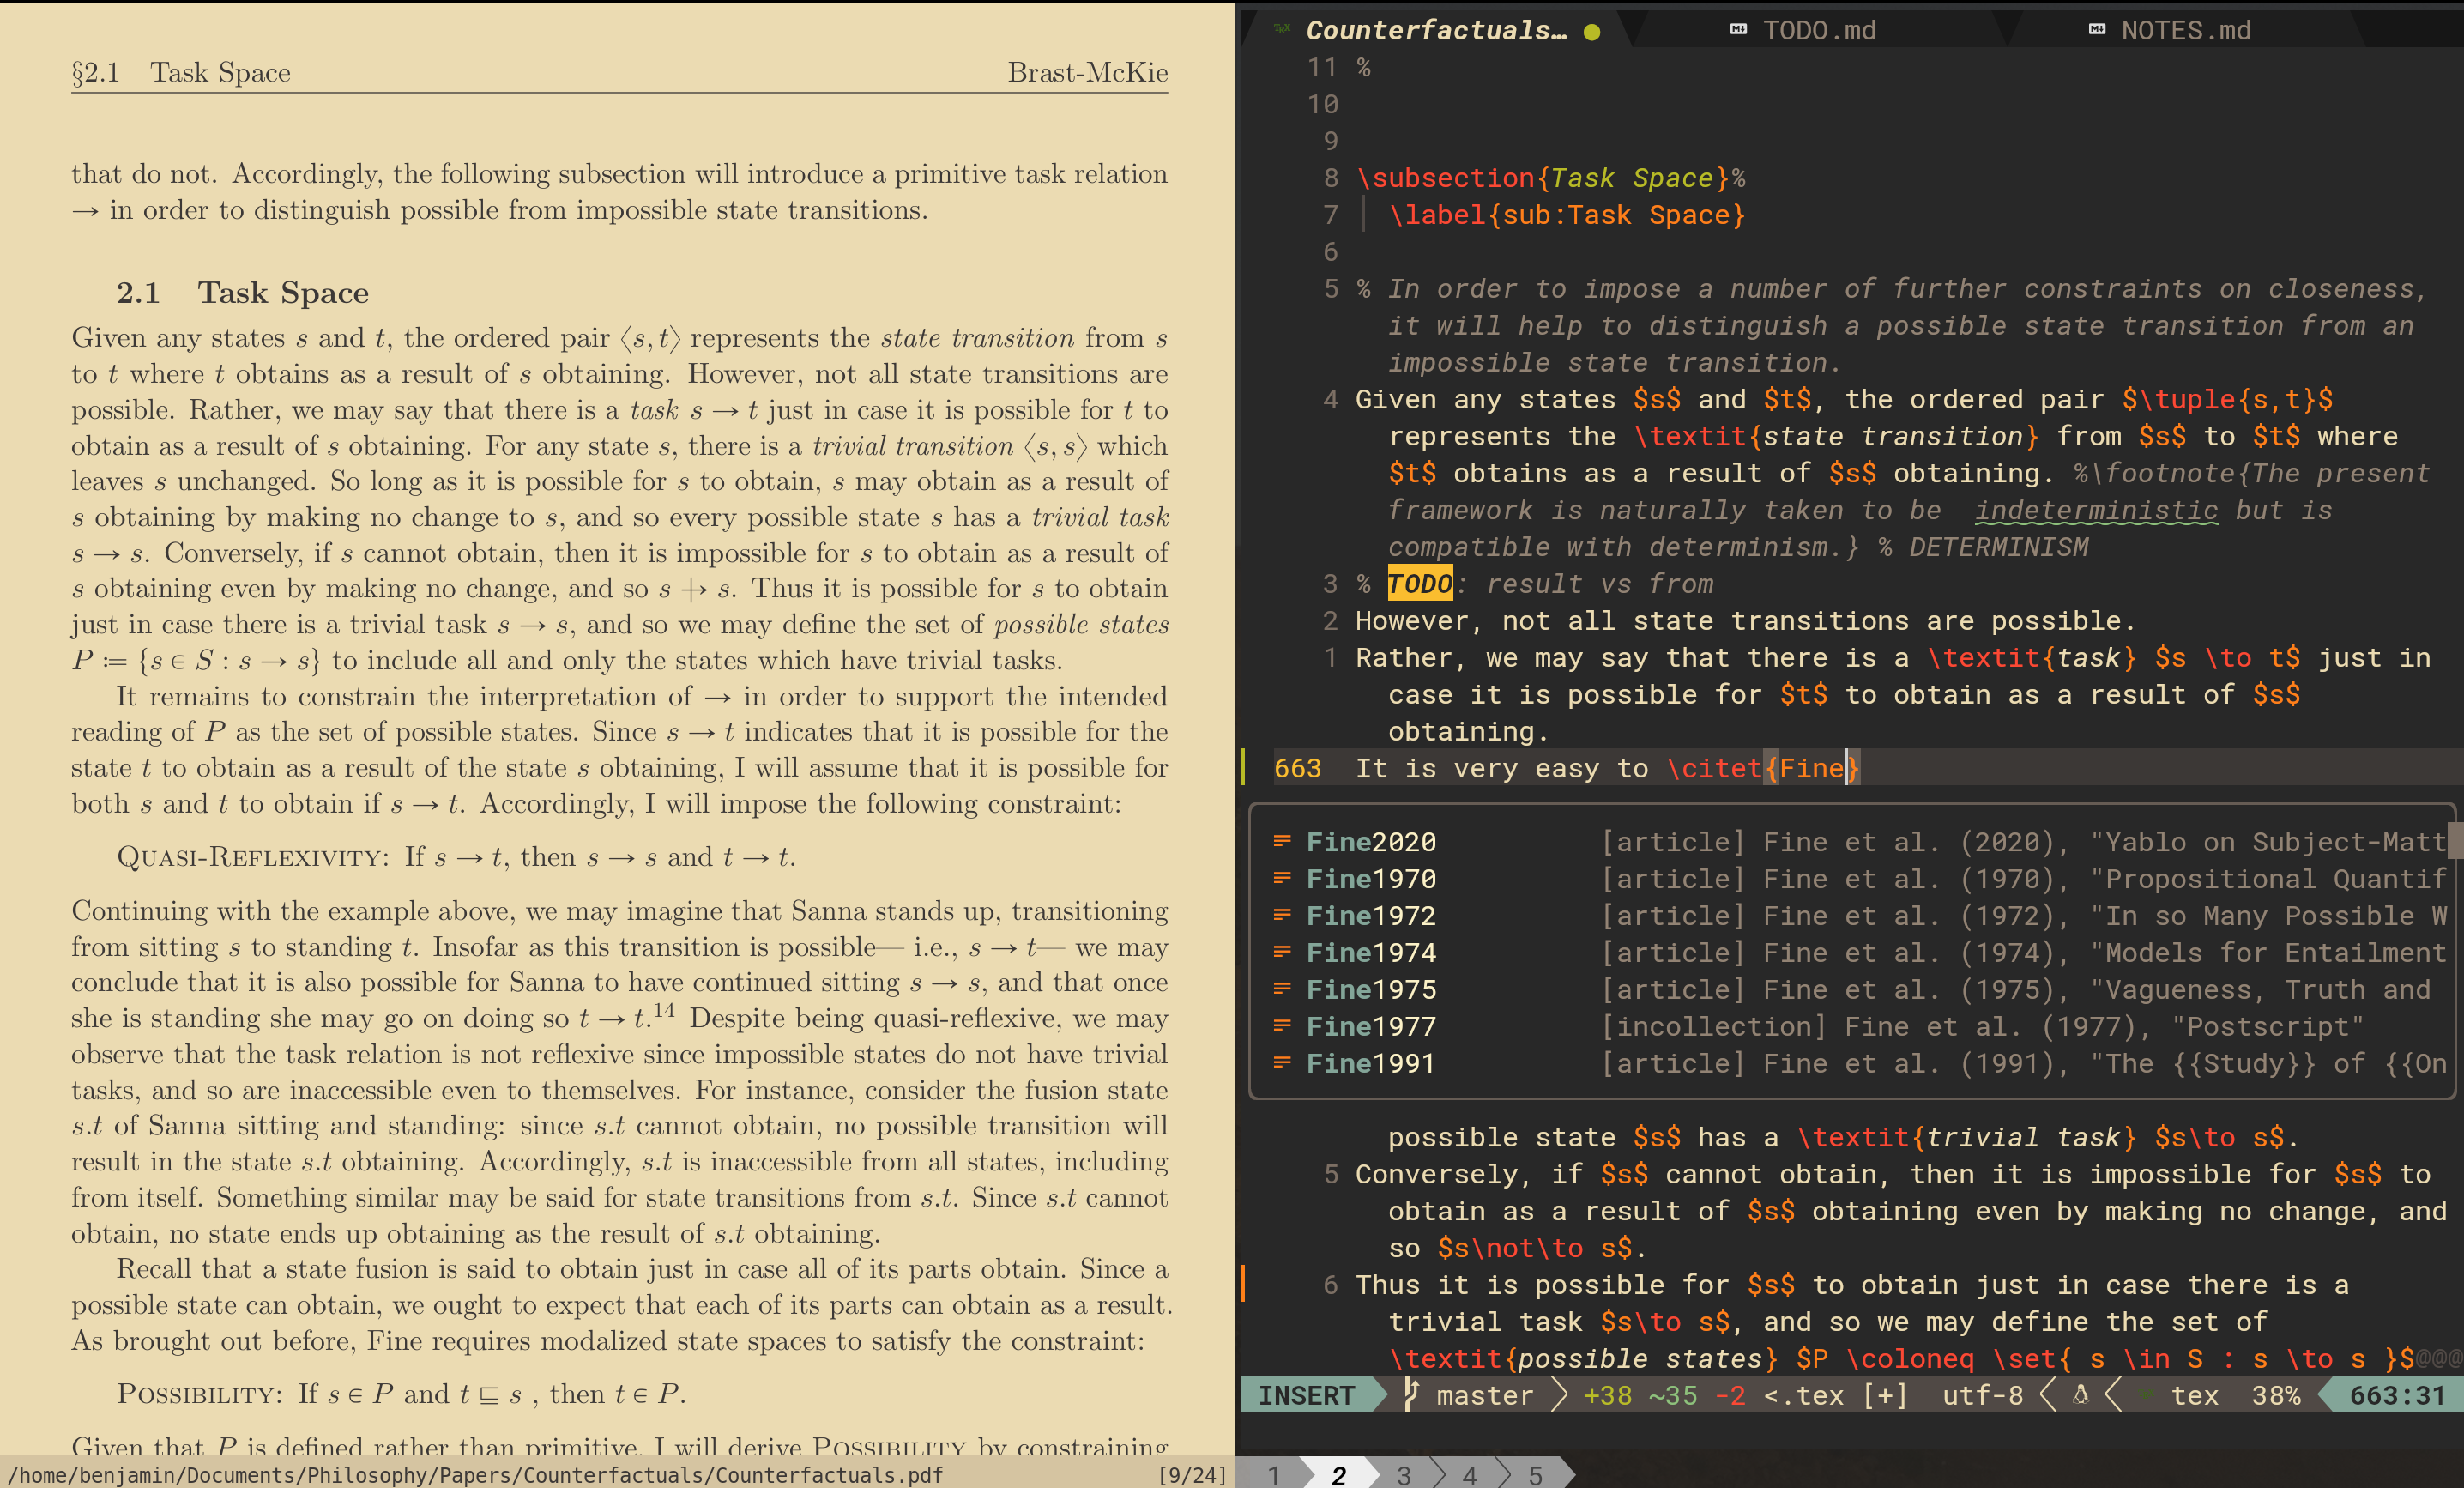 §2.1 Task Space Brast-McKie
that do not. Accordingly, the following subsection will introduce a primitive task relation
→ in order to distinguish possible from impossible state transitions.
2.1 Task Space
Given any states s and t, the ordered pair ⟨s, t⟩ represents the state transition from s
to t where t obtains as a result of s obtaining. However, not all state transitions are
possible. Rather, we may say that there is a task s → t just in case it is possible for t to
obtain as a result of s obtaining. For any state s, there is a trivial transition ⟨s, s⟩ which
leaves s unchanged. So long as it is possible for s to obtain, s may obtain as a result of
s obtaining by making no change to s, and so every possible state s has a trivial task
s → s. Conversely, if s cannot obtain, then it is impossible for s to obtain as a result of
s obtaining even by making no change, and so s ↛ s. Thus it is possible for s to obtain
just in case there is a trivial task s → s, and so we may define the set of possible states
P ≔ {s ∈ S : s → s} to include all and only the states which have trivial tasks.
It remains to constrain the interpretation of → in order to support the intended
reading of P as the set of possible states. Since s → t indicates that it is possible for the
state t to obtain as a result of the state s obtaining, I will assume that it is possible for
both s and t to obtain if s → t. Accordingly, I will impose the following constraint:
QUASI-REFLEXIVITY: If s → t, then s → s and t → t.
Continuing with the example above, we may imagine that Sanna stands up, transitioning
from sitting s to standing t. Insofar as this transition is possible— i.e., s → t— we may
conclude that it is also possible for Sanna to have continued sitting s → s, and that once
she is standing she may go on doing so t → t.14 Despite being quasi-reflexive, we may
observe that the task relation is not reflexive since impossible states do not have trivial
tasks, and so are inaccessible even to themselves. For instance, consider the fusion state
s.t of Sanna sitting and standing: since s.t cannot obtain, no possible transition will
result in the state s.t obtaining. Accordingly, s.t is inaccessible from all states, including
from itself. Something similar may be said for state transitions from s.t. Since s.t cannot
obtain, no state ends up obtaining as the result of s.t obtaining.
Recall that a state fusion is said to obtain just in case all of its parts obtain. Since a
possible state can obtain, we ought to expect that each of its parts can obtain as a result.
As brought out before, Fine requires modalized state spaces to satisfy the constraint:
POSSIBILITY: If s ∈ P and t ⊑ s , then t ∈ P.
Given that P is defined rather than primitive, I will derive POSSIBILITY by constraining
/home/benjamin/Documents/Philosophy/Papers/Counterfactuals/Counterfactuals.pdf [9/24]
Counterfactuals… ● TODO.md NOTES.md
11 %
10
9
8 \subsection{Task Space}%
7 \label{sub:Task Space}
6
5 % In order to impose a number of further constraints on closeness,
it will help to distinguish a possible state transition from an
impossible state transition.
4 Given any states $s$ and $t$, the ordered pair $\tuple{s,t}$
represents the \textit{state transition} from $s$ to $t$ where
$t$ obtains as a result of $s$ obtaining. %\footnote{The present
framework is naturally taken to be  indeterministic but is
compatible with determinism.} % DETERMINISM
3 % TODO: result vs from
2 However, not all state transitions are possible.
1 Rather, we may say that there is a \textit{task} $s \to t$ just in
case it is possible for $t$ to obtain as a result of $s$
obtaining.
663 It is very easy to \citet{Fine}
Fine2020 [article] Fine et al. (2020), "Yablo on Subject-Matt
Fine1970 [article] Fine et al. (1970), "Propositional Quantif
Fine1972 [article] Fine et al. (1972), "In so Many Possible W
Fine1974 [article] Fine et al. (1974), "Models for Entailment
Fine1975 [article] Fine et al. (1975), "Vagueness, Truth and
Fine1977 [incollection] Fine et al. (1977), "Postscript"
Fine1991 [article] Fine et al. (1991), "The {{Study}} of {{On
possible state $s$ has a \textit{trivial task} $s\to s$.
5 Conversely, if $s$ cannot obtain, then it is impossible for $s$ to
obtain as a result of $s$ obtaining even by making no change, and
so $s\not\to s$.
6 Thus it is possible for $s$ to obtain just in case there is a
trivial task $s\to s$, and so we may define the set of
\textit{possible states} $P \coloneq \set{ s \in S : s \to s }$@@@
INSERT master +38 ~35 -2 <.tex [+] utf-8 tex 38% 663:31
1 2 3 4 5